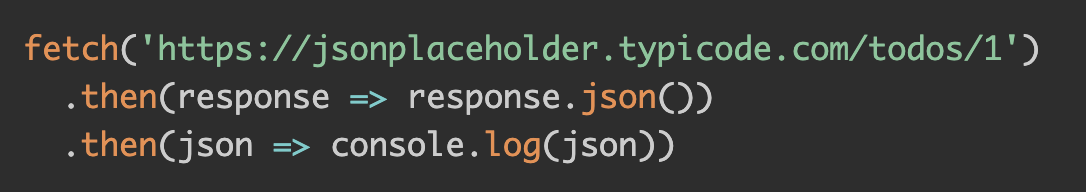 fetch('https://jsonplaceholder.typicode.com/todos/1')
  .then(response => response.json())
  .then(json => console.log(json))